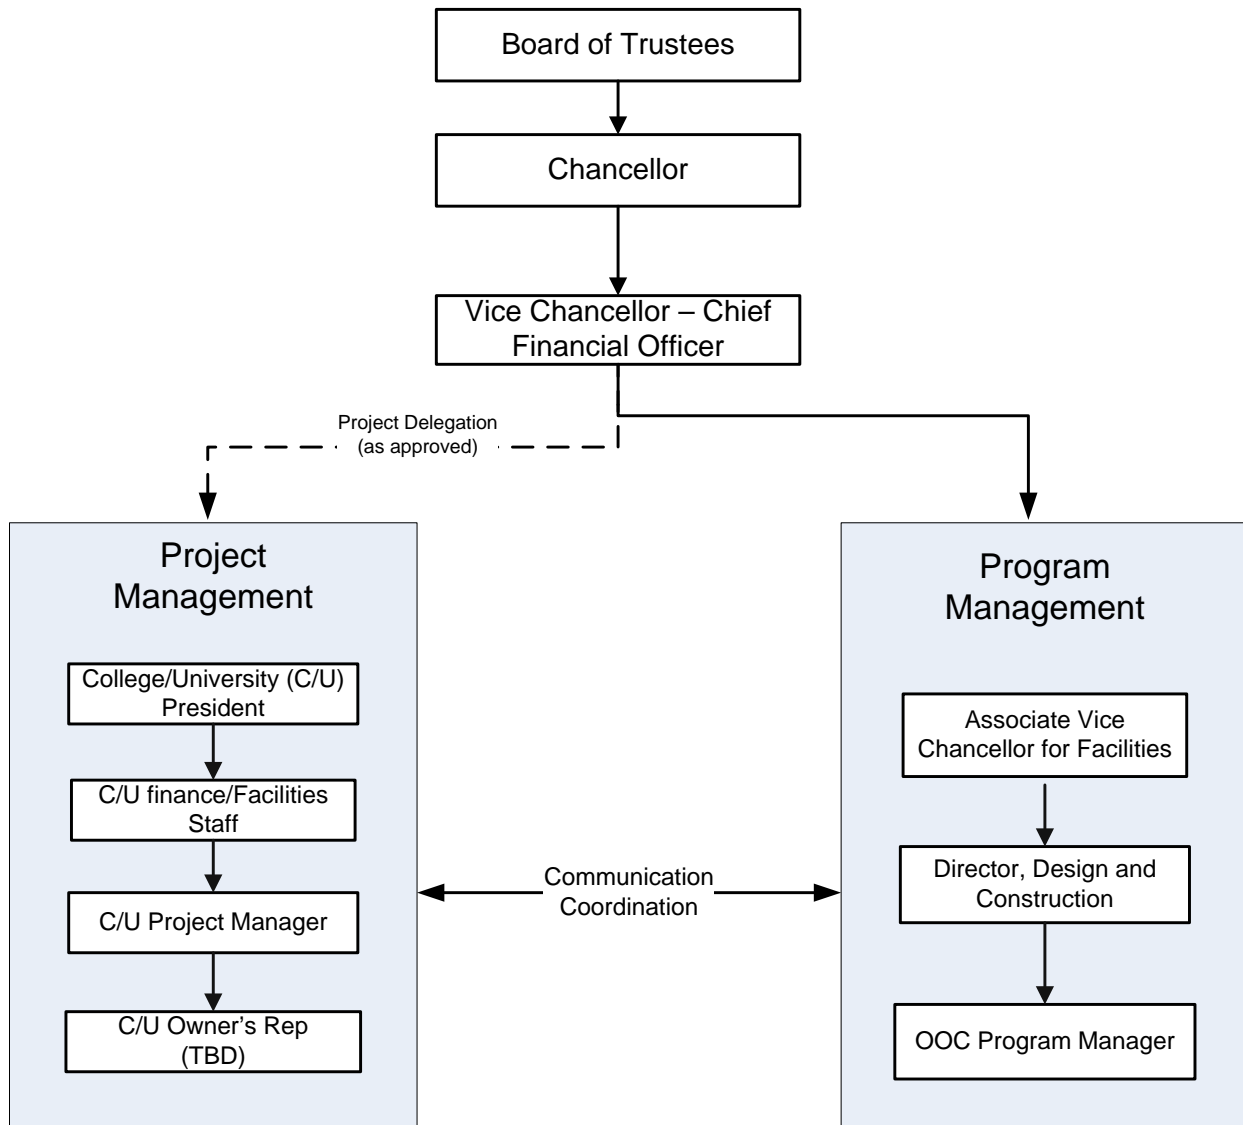 Board of Trustees
Chancellor
Vice Chancellor – Chief
Financial Officer
Project Delegation
(as approved)
Project
Management
College/University (C/U)
President
C/U finance/Facilities
Staff
C/U Project Manager
C/U Owner's Rep
(TBD)
Communication
Coordination
Program
Management
Associate Vice
Chancellor for Facilities
Director, Design and
Construction
OOC Program Manager